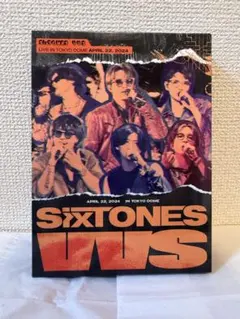 LIVE IN TOKYO DOME APRIL 22, 2024
APRIL 22, 2024 IN TOKYO DOME
SixTONES
VVS